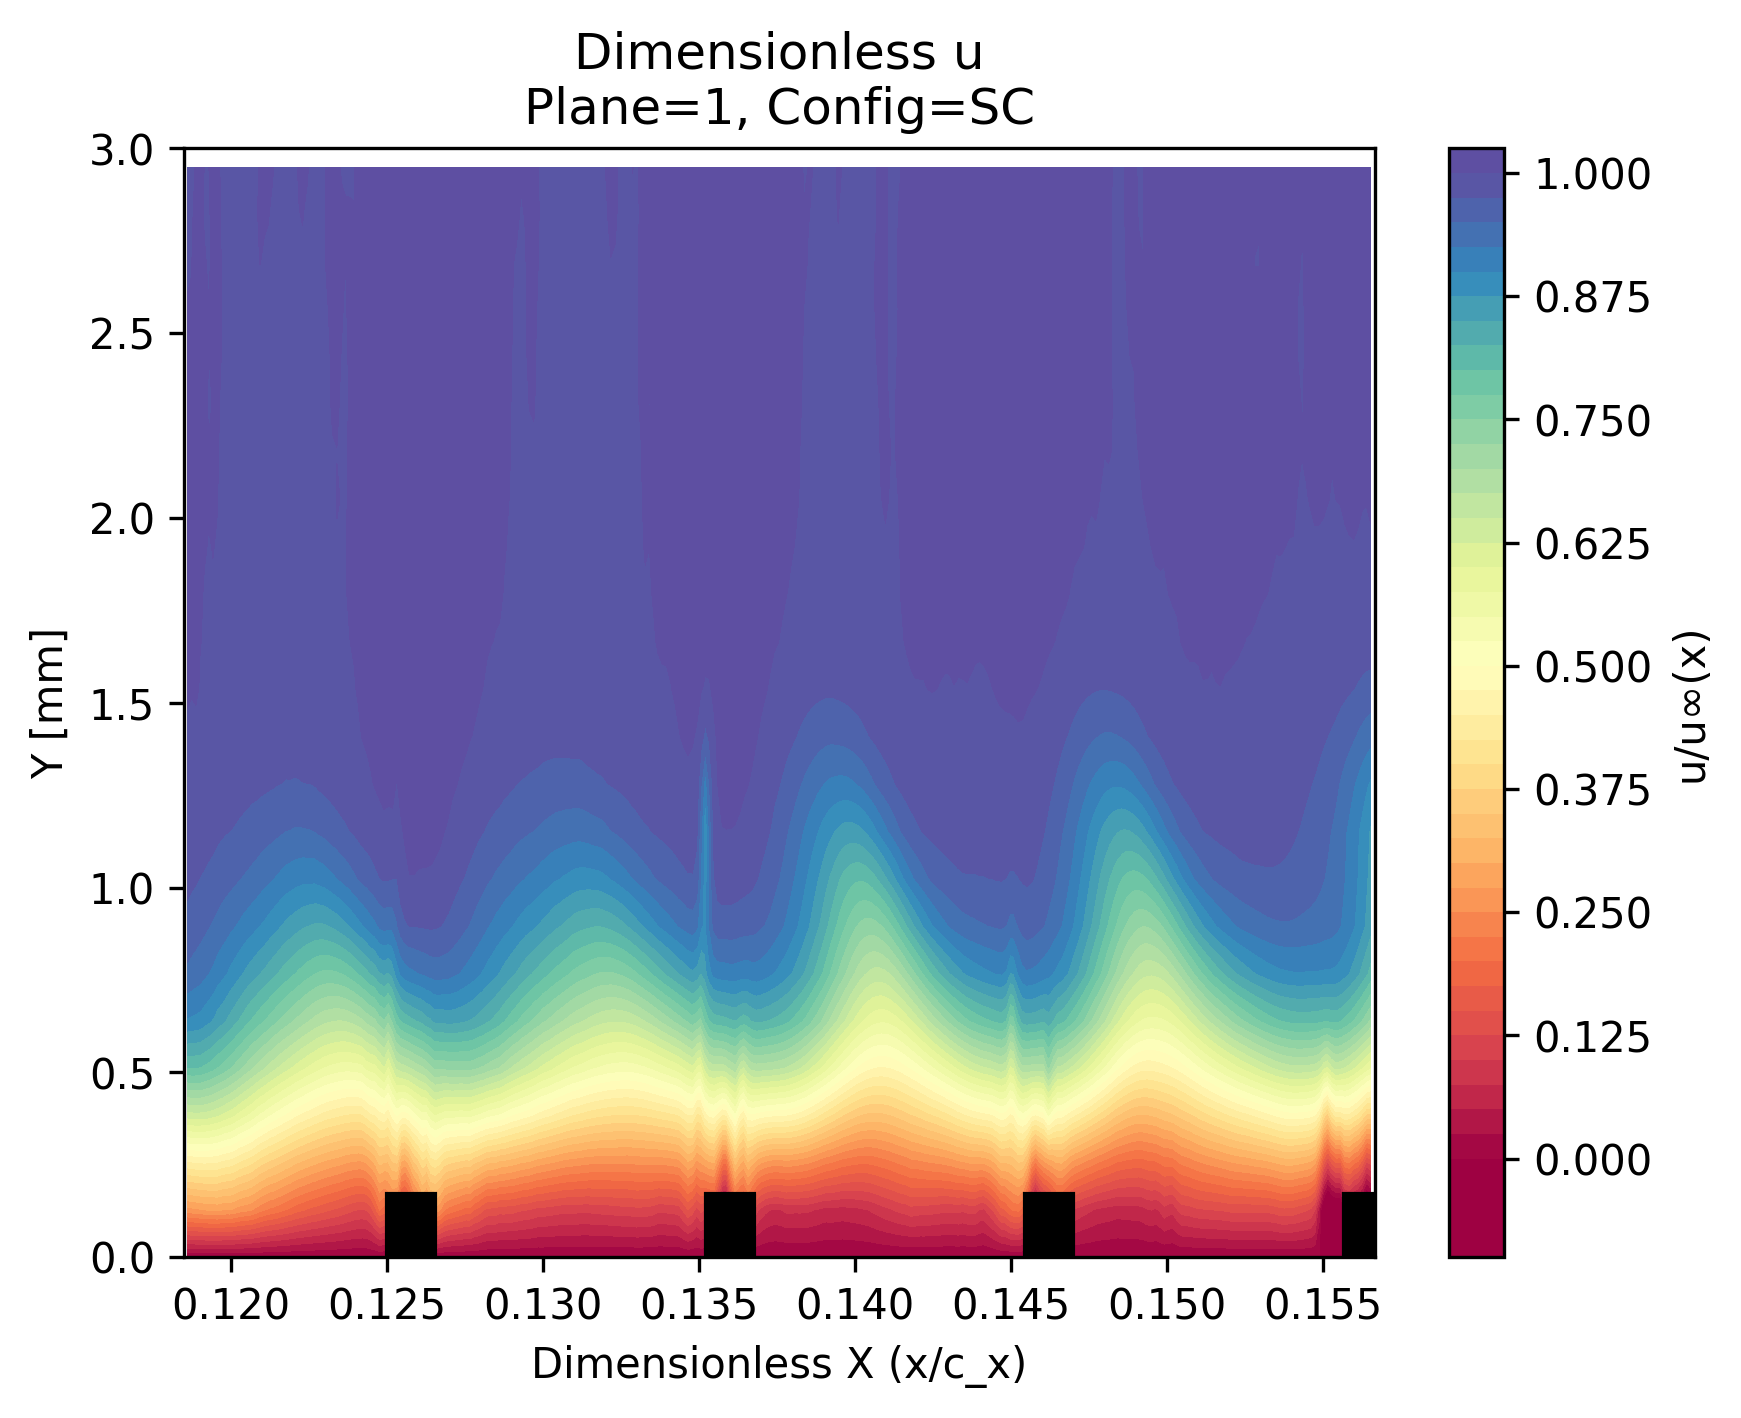 Dimensionless u
Plane=1, Config=SC
3.0
2.5
2.0
1.5
1.0
0.5
0.0
Y [mm]
0.120 0.125 0.130 0.135 0.140 0.145 0.150 0.155
Dimensionless X (x/c_x)
1.000
0.875
0.750
0.625
0.500
0.375
0.250
0.125
0.000
u/u∞(x)